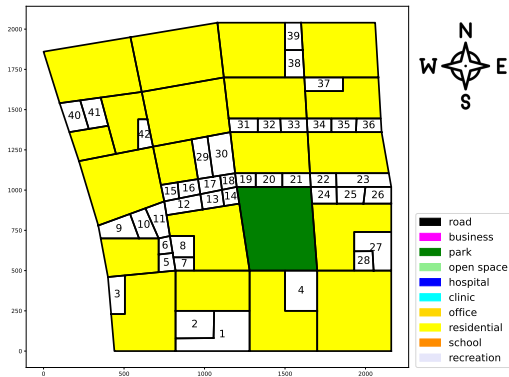 N
W E
S
2000
1750
1500
1250
1000
750
500
250
0
0 500 1000 1500 2000
39
38
37
40 41
42
31 32 33 34 35 36
29 30
15 16 17 18 19 20 21 22 23
12 13 14 24 25 26
9 10 11
6 8 27
5 7 28
3 4
2 1
road
business
park
open space
hospital
clinic
office
residential
school
recreation